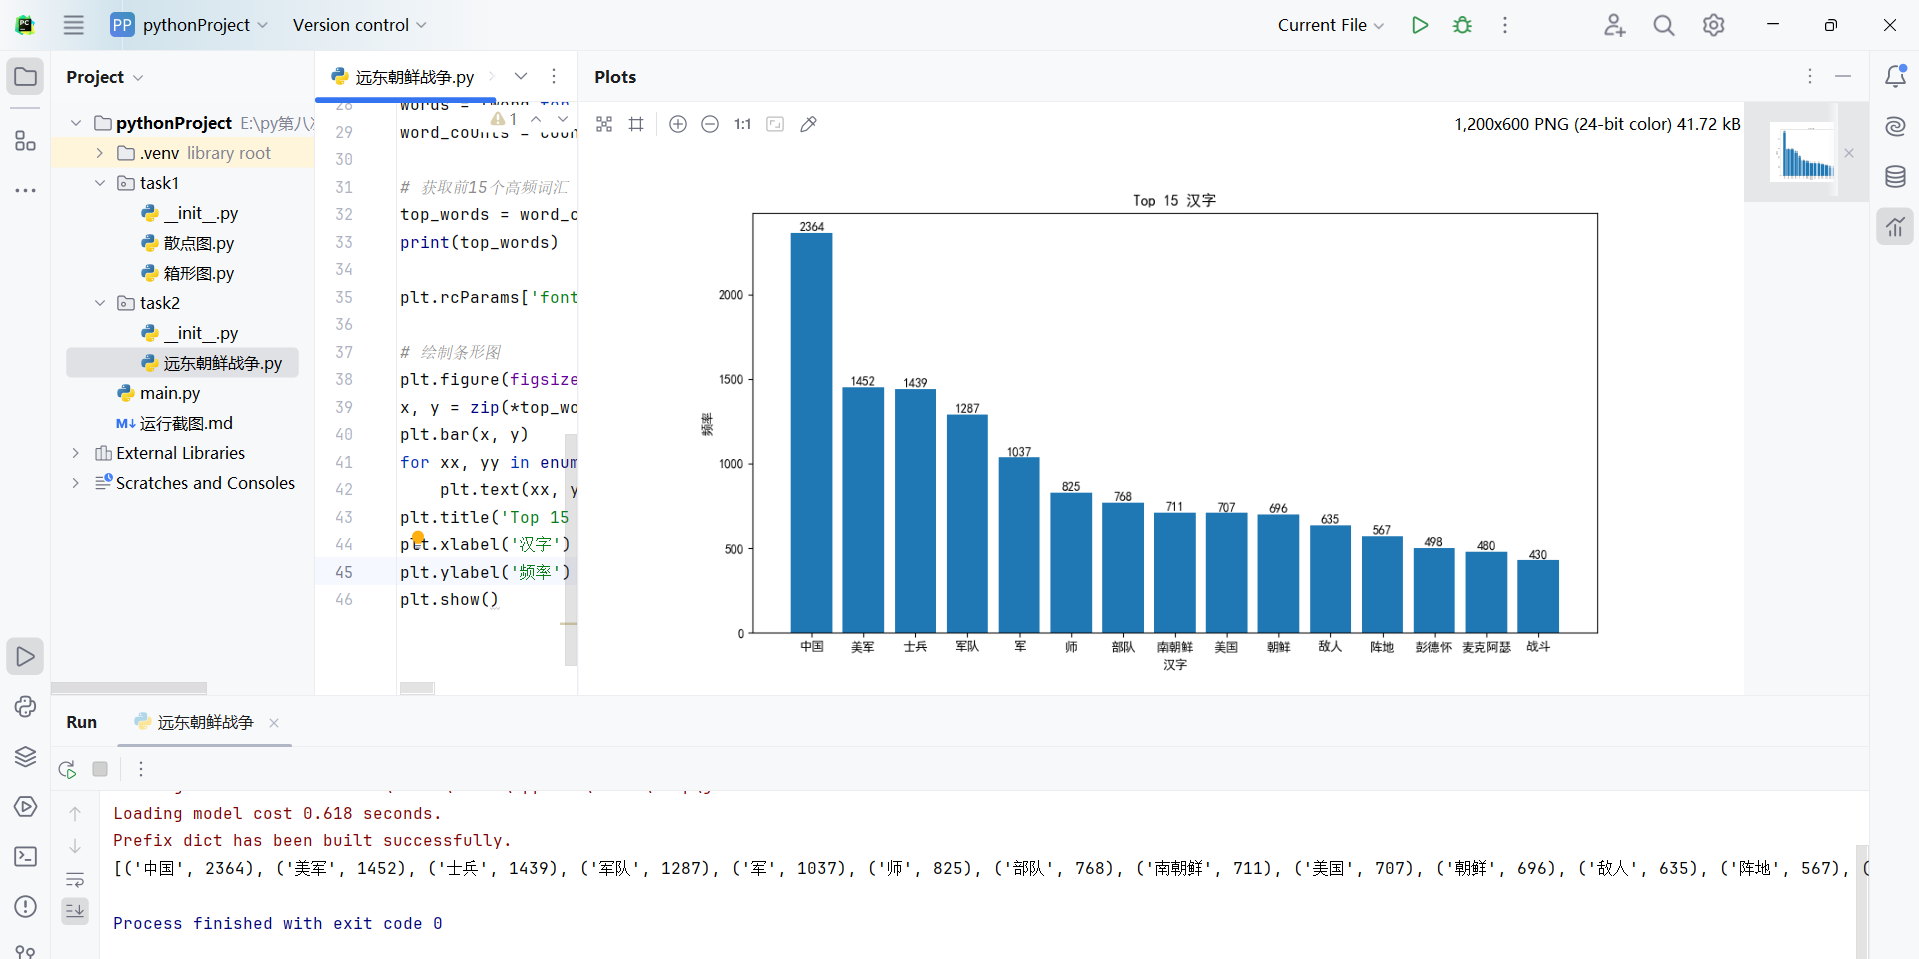 PP pythonProject Version control Current File
Project
pythonProject E:\py第八
.venv library root
task1
__init__.py
散点图.py
箱形图.py
task2
__init__.py
远东朝鲜战争.py
main.py
运行截图.md
External Libraries
Scratches and Consoles
远东朝鲜战争.py
1
29 word_counts = coun
30
31 # 获取前15个高频词汇
32 top_words = word_c
33 print(top_words)
34
35 plt.rcParams['font
36
37 # 绘制条形图
38 plt.figure(figsize
39 x, y = zip(*top_wo
40 plt.bar(x, y)
41 for xx, yy in enum
42 plt.text(xx, y
43 plt.title('Top 15
44 plt.xlabel('汉字')
45 plt.ylabel('频率')
46 plt.show()
Plots
1:1 1,200x600 PNG (24-bit color) 41.72 kB
Top 15 汉字
频率
2000
1500
1000
500
0
2364 1452 1439 1287 1037 825 768 711 707 696 635 567 498 480 430
中国 美军 士兵 军队 军 师 部队 南朝鲜 美国 朝鲜 敌人 阵地 彭德怀 麦克阿瑟 战斗
汉字
Run 远东朝鲜战争
Loading model cost 0.618 seconds.
Prefix dict has been built successfully.
[('中国', 2364), ('美军', 1452), ('士兵', 1439), ('军队', 1287), ('军', 1037), ('师', 825), ('部队', 768), ('南朝鲜', 711), ('美国', 707), ('朝鲜', 696), ('敌人', 635), ('阵地', 567), (
Process finished with exit code 0